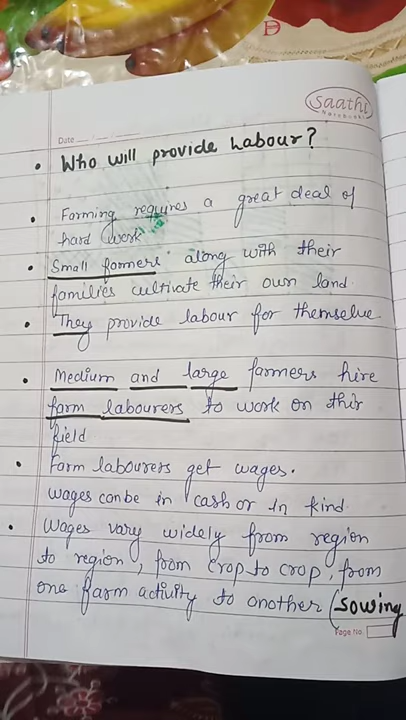 Saathi
Notebooks
Date
• Who will provide Labour?
• Farming requires a great deal of
hard work
• Small farmers along with their
families cultivate their own land.
• They provide labour for themselve.
• Medium and large farmers hire
farm labourers to work on thir
field
• Farm labourers get wages.
wages can be in cash or in kind.
• Wages vary widely from region
to region, from crop to crop, from
one farm activity to another (Sowing
Page No.